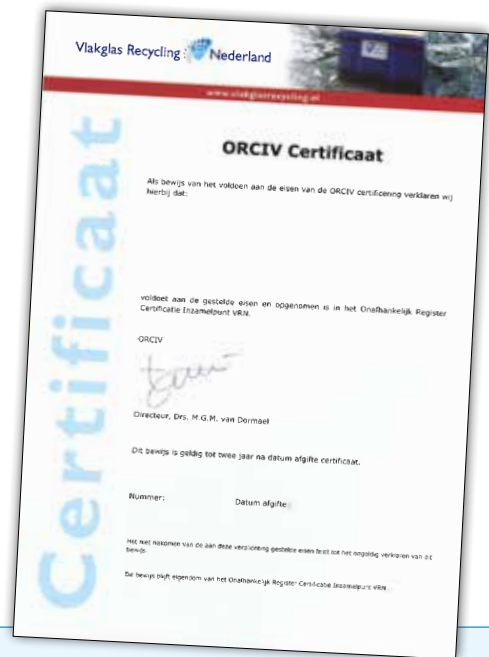 Vlakglas Recycling Nederland
www.vlakglasrecycling.nl
Certificaat
ORCIV Certificaat
Als bewijs van het voldoen aan de eisen van de ORCIV certificering verklaren wij
hierbij dat:
voldoet aan de gestelde eisen en opgenomen is in het Onafhankelijk Register
Certificatie Inzamelpunt VRN.
ORCIV
Directeur, Drs. M.G.M. van Dormael
Dit bewijs is geldig tot twee jaar na datum afgifte certificaat.
Nummer: Datum afgifte:
Het niet nakomen van de aan deze verplichting gestelde eisen leidt tot het ongeldig verklaren van dit
bewijs.
Dit bewijs blijft eigendom van het Onafhankelijk Register Certificatie Inzamelpunt VRN.